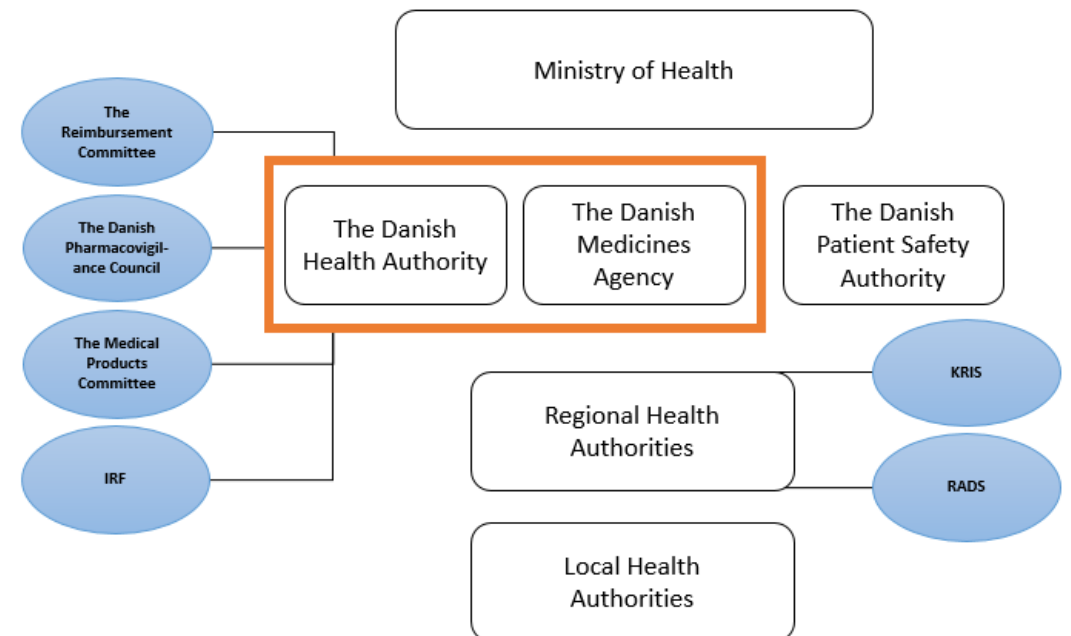 Ministry of Health
The
Reimbursement
Committee
The Danish
Health Authority
The Danish
Medicines
Agency
The Danish
Patient Safety
Authority
The Danish
Pharmacovigil-
ance Council
The Medical
Products
Committee
KRIS
Regional Health
Authorities
IRF
RADS
Local Health
Authorities